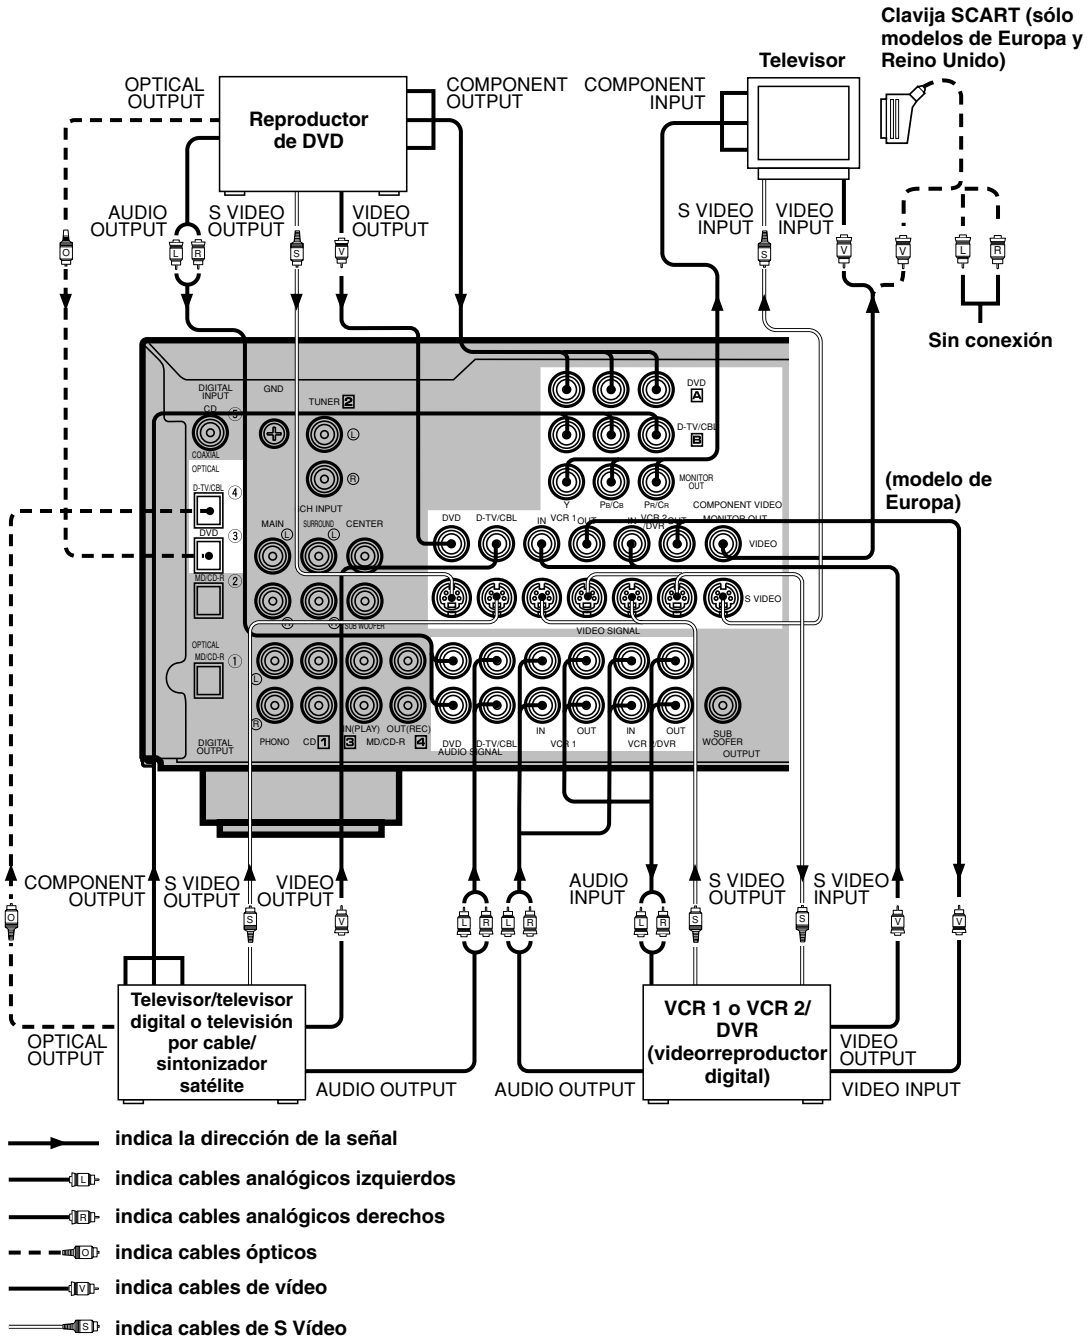 Clavija SCART (sólo
modelos de Europa y
Reino Unido)
Televisor
OPTICAL
OUTPUT
COMPONENT
OUTPUT
COMPONENT
INPUT
Reproductor
de DVD
AUDIO
OUTPUT
S VIDEO
OUTPUT
VIDEO
OUTPUT
S VIDEO
INPUT
VIDEO
INPUT
O
L
R
S
V
S
V
V
L
R
Sin conexión
DIGITAL
INPUT
GND
CD
5
TUNER 2
L
R
COAXIAL
OPTICAL
D-TV/CBL
4
DVD
3
MD/CD-R
2
OPTICAL
MD/CD-R
1
DIGITAL
OUTPUT
DVD
A
D-TV/CBL
B
MONITOR
OUT
Y
PB/CB
PR/CR
COMPONENT VIDEO
(modelo de
Europa)
6CH INPUT
MAIN
SURROUND
CENTER
L
L
R
R
SUB WOOFER
DVD
D-TV/CBL
IN
VCR 1
OUT
IN
VCR 2
/DVR
OUT
MONITOR OUT
VIDEO
S VIDEO
VIDEO SIGNAL
L
R
PHONO
CD 1
IN(PLAY)
OUT(REC)
3
MD/CD-R
4
DVD
D-TV/CBL
AUDIO SIGNAL
IN
OUT
VCR 1
IN
OUT
VCR 2/DVR
SUB
WOOFER
OUTPUT
COMPONENT
OUTPUT
S VIDEO
OUTPUT
VIDEO
OUTPUT
AUDIO
INPUT
S VIDEO
OUTPUT
S VIDEO
INPUT
O
S
V
L
R
L
R
L
R
S
S
V
V
Televisor/televisor
digital o televisión
por cable/
sintonizador
satélite
VCR 1 o VCR 2/
DVR
(videorreproductor
digital)
OPTICAL
OUTPUT
AUDIO OUTPUT
AUDIO OUTPUT
VIDEO
OUTPUT
VIDEO INPUT
indica la dirección de la señal
L indica cables analógicos izquierdos
R indica cables analógicos derechos
O indica cables ópticos
V indica cables de vídeo
S indica cables de S Vídeo